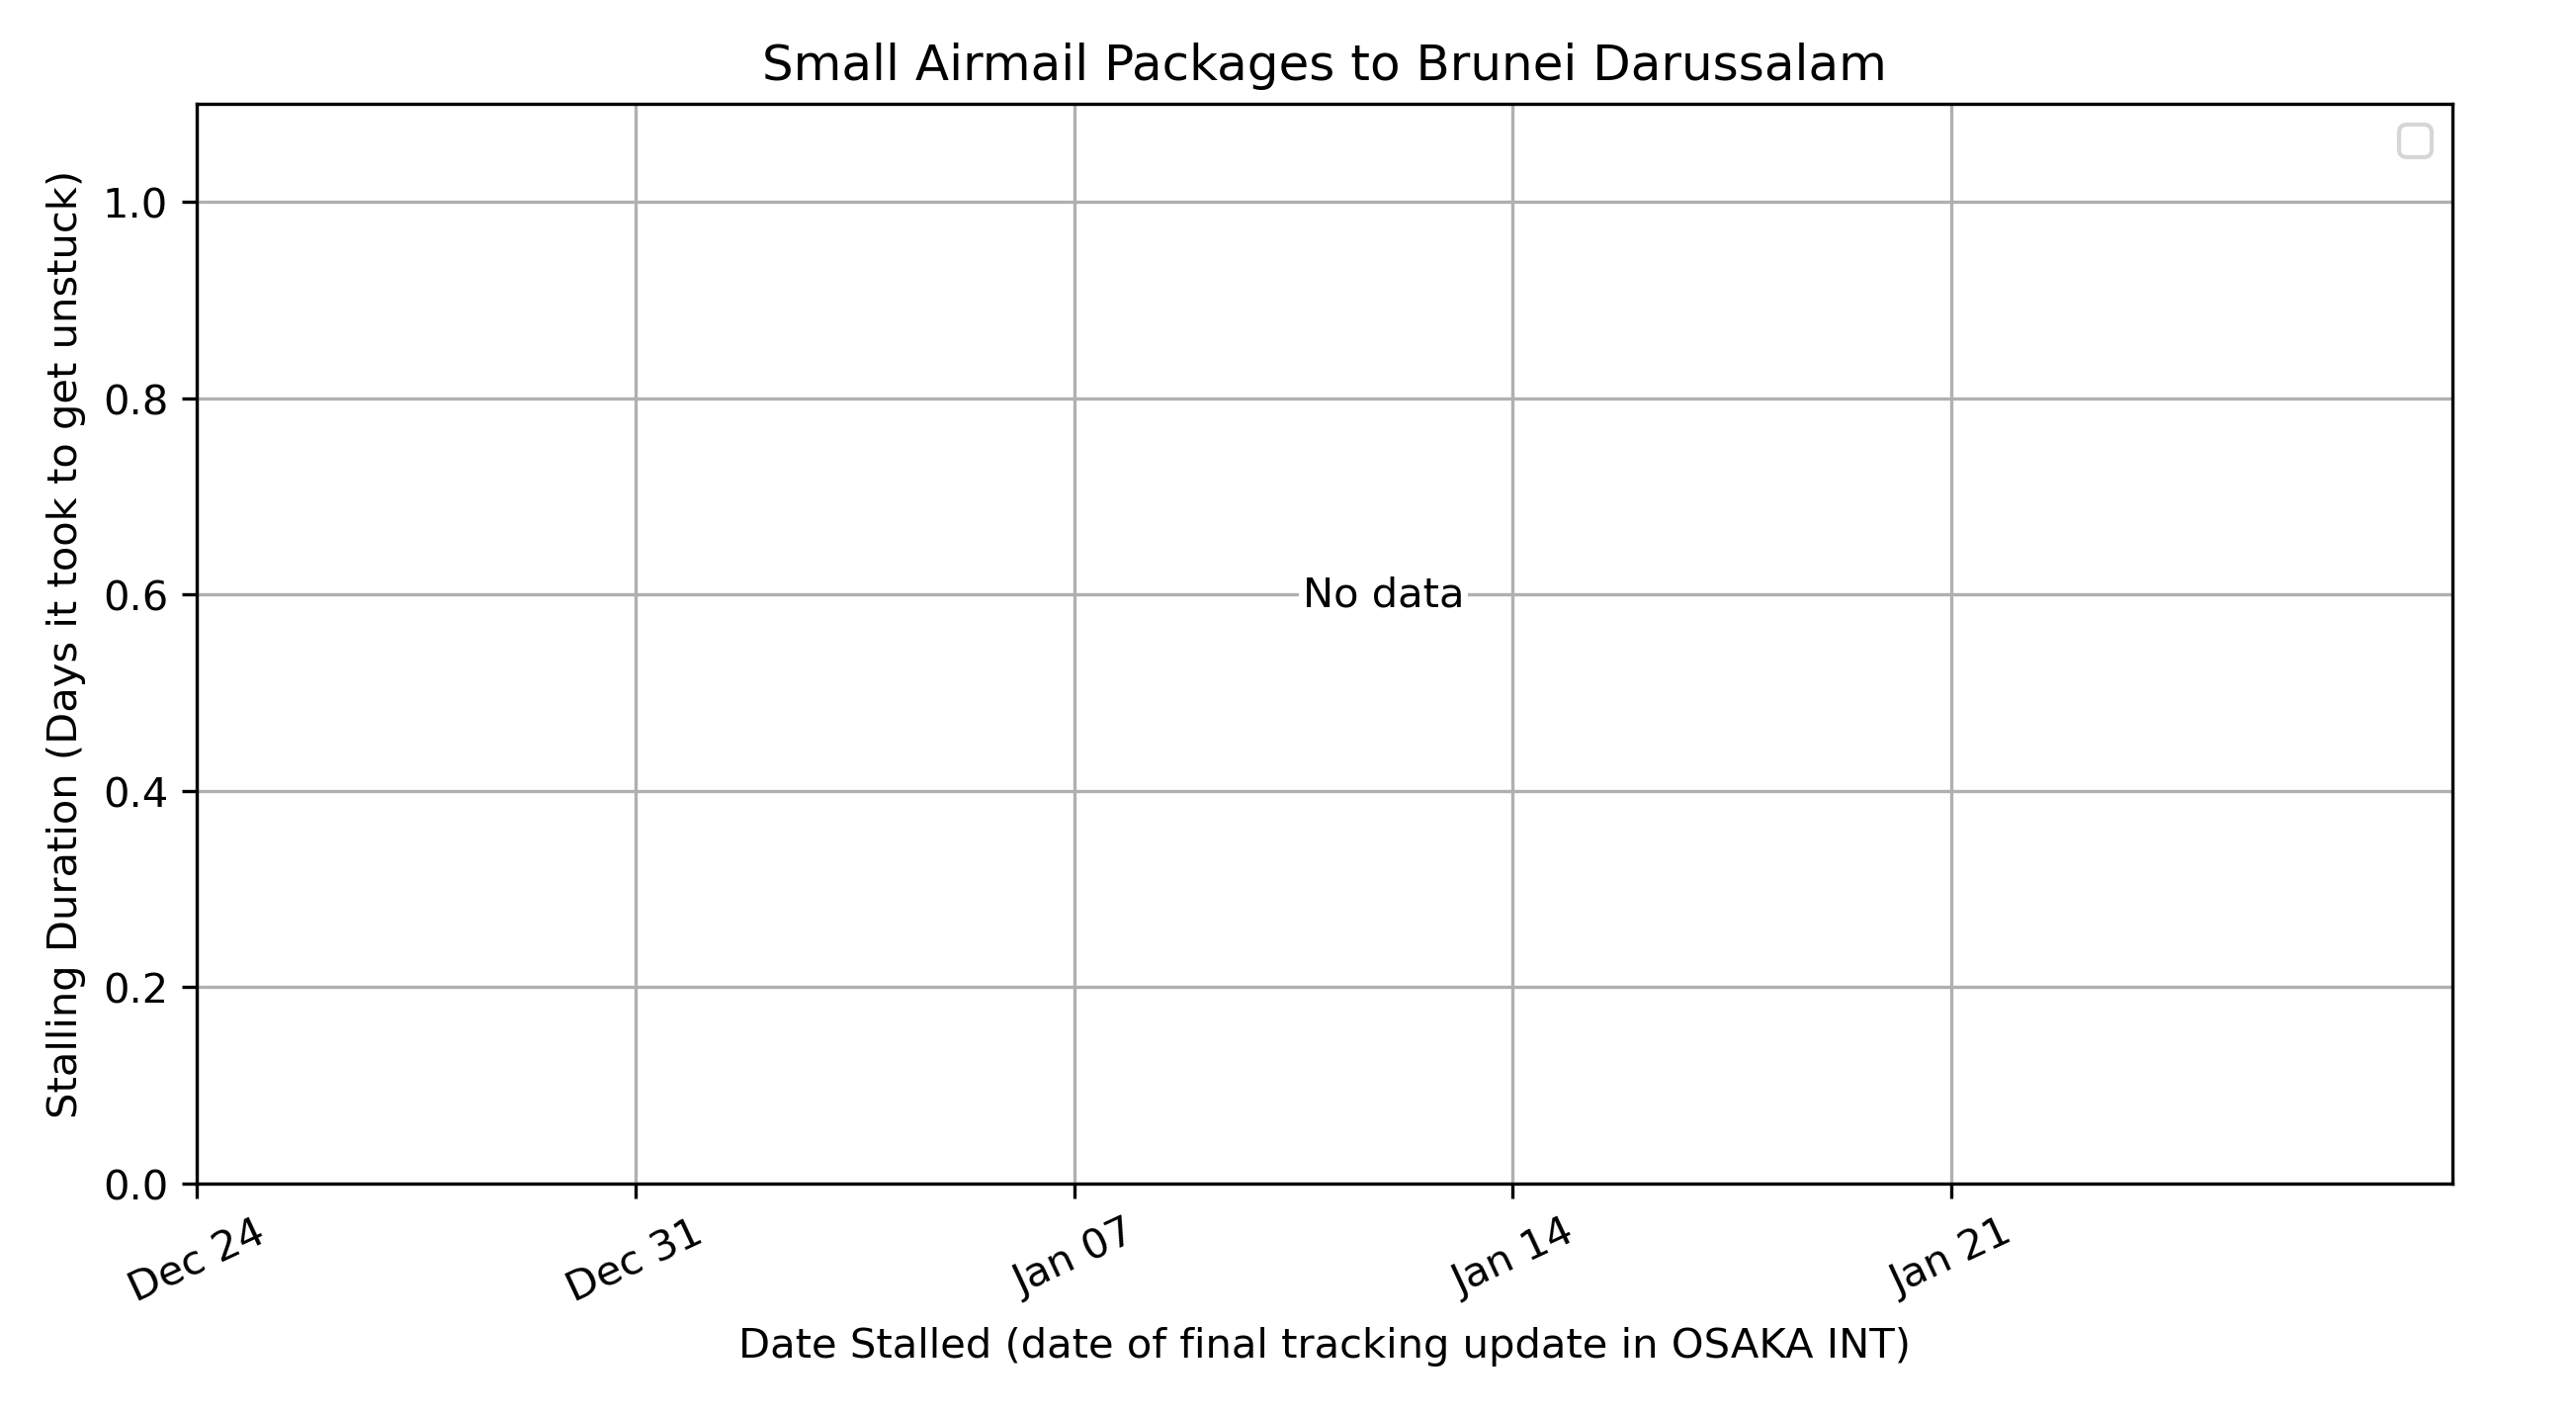 Small Airmail Packages to Brunei Darussalam
Stalling Duration (Days it took to get unstuck)
1.0
0.8
0.6
0.4
0.2
0.0
No data
Dec 24
Dec 31
Jan 07
Jan 14
Jan 21
Date Stalled (date of final tracking update in OSAKA INT)